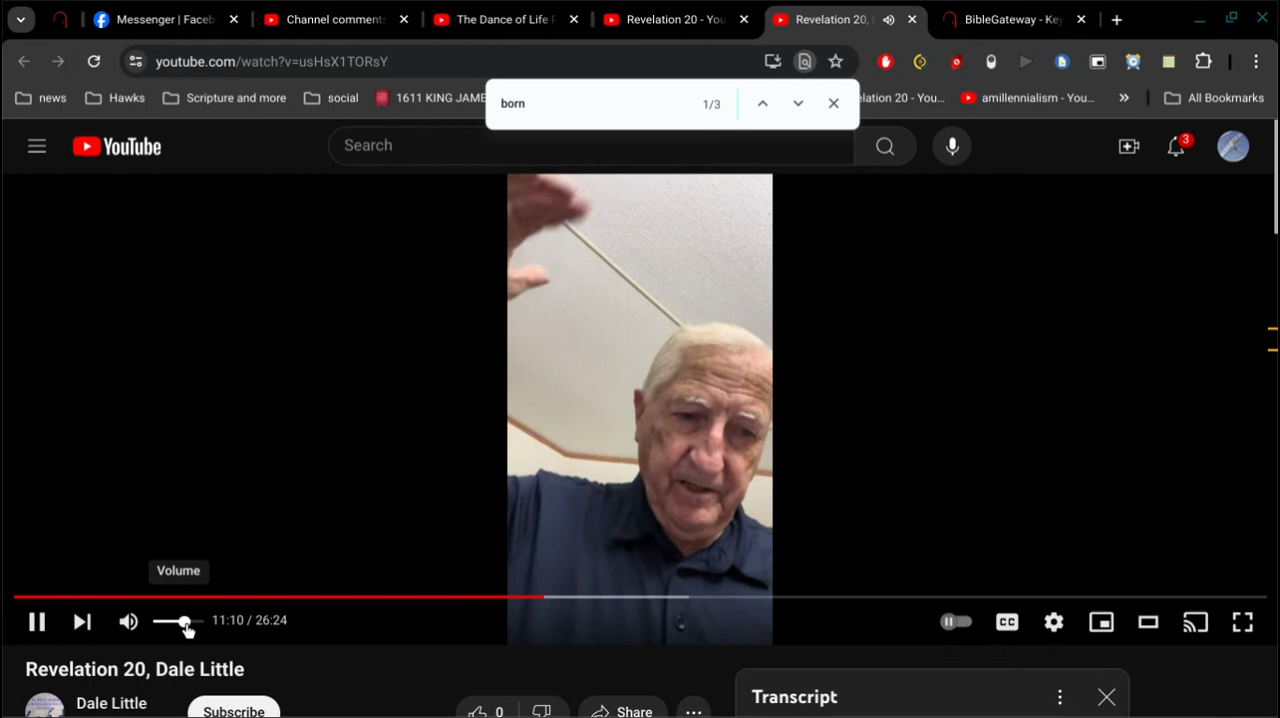 Messenger | Faceb
Channel comments
The Dance of Life P
Revelation 20 - You
Revelation 20, D
BibleGateway - Key
youtube.com/watch?v=usHsX1TORsY
news
Hawks
Scripture and more
social
1611 KING JAME
born
1/3
elation 20 - You...
amillennialism - You...
All Bookmarks
YouTube
Search
3
Volume
11:10 / 26:24
CC
Revelation 20, Dale Little
Dale Little
Subscribe
0
Share
Transcript